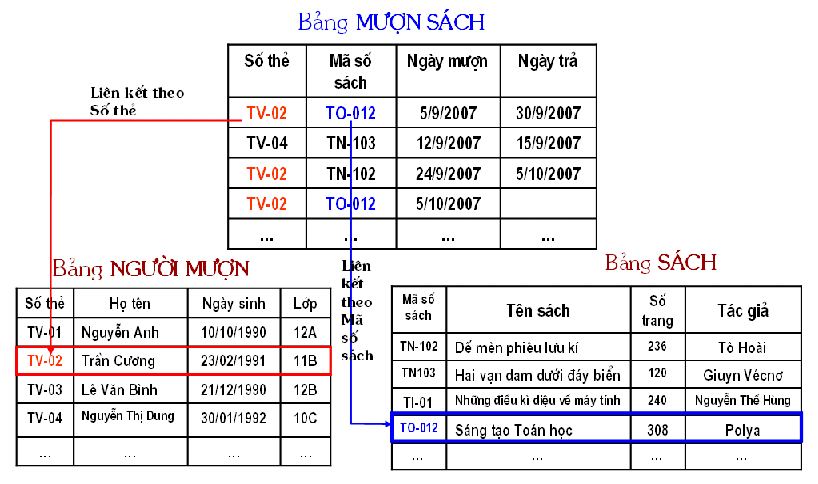 Bảng MƯỢN SÁCH
Số thẻ Mã số sách Ngày mượn Ngày trả
TV-02 TO-012 5/9/2007 30/9/2007
TV-04 TN-103 12/9/2007 15/9/2007
TV-02 TN-102 24/9/2007 5/10/2007
TV-02 TO-012 5/10/2007
... ... ... ...
Liên kết theo
Số thẻ
Liên
kết
theo
Mã
số
sách
Bảng NGƯỜI MƯỢN
Số thẻ Họ tên Ngày sinh Lớp
TV-01 Nguyễn Anh 10/10/1990 12A
TV-02 Trần Cương 23/02/1991 11B
TV-03 Lê Văn Bình 21/12/1990 12B
TV-04 Nguyễn Thị Dung 30/01/1992 10C
... ... ... ...
Bảng SÁCH
Mã số sách Tên sách Số trang Tác giả
TN-102 Dế mèn phiêu lưu kí 236 Tô Hoài
TN103 Hai vạn dam dưới đáy biển 120 Giuyn Vécnơ
TI-01 Những điều kì diệu về máy tính 240 Nguyễn Thế Hùng
TO-012 Sáng tạo Toán học 308 Polya
... ... ... ...